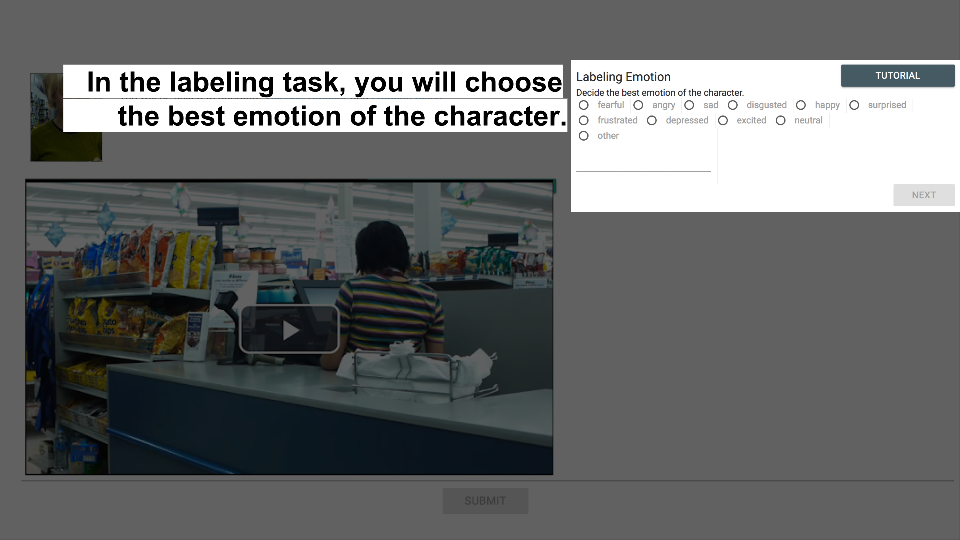 In the labeling task, you will choose
the best emotion of the character.
Labeling Emotion
TUTORIAL
Decide the best emotion of the character.
fearful angry sad disgusted happy surprised
frustrated depressed excited neutral
other
NEXT
SUBMIT